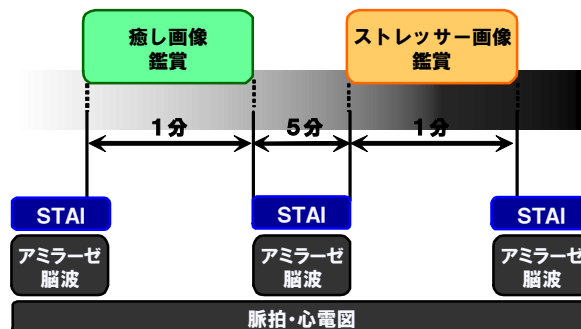 癒し画像
鑑賞
ストレッサー画像
鑑賞
1分
5分
1分
STAI
STAI
STAI
アミラーゼ
脳波
アミラーゼ
脳波
アミラーゼ
脳波
脈拍・心電図